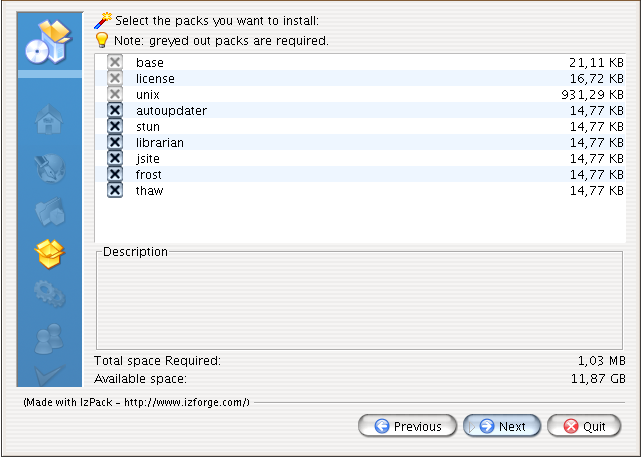 Select the packs you want to install:
Note: greyed out packs are required.
base 21,11 KB
license 16,72 KB
unix 931,29 KB
autoupdater 14,77 KB
stun 14,77 KB
librarian 14,77 KB
jsite 14,77 KB
frost 14,77 KB
thaw 14,77 KB
Description
Total space Required: 1,03 MB
Available space: 11,87 GB
(Made with IzPack - http://www.izforge.com/)
Previous Next Quit